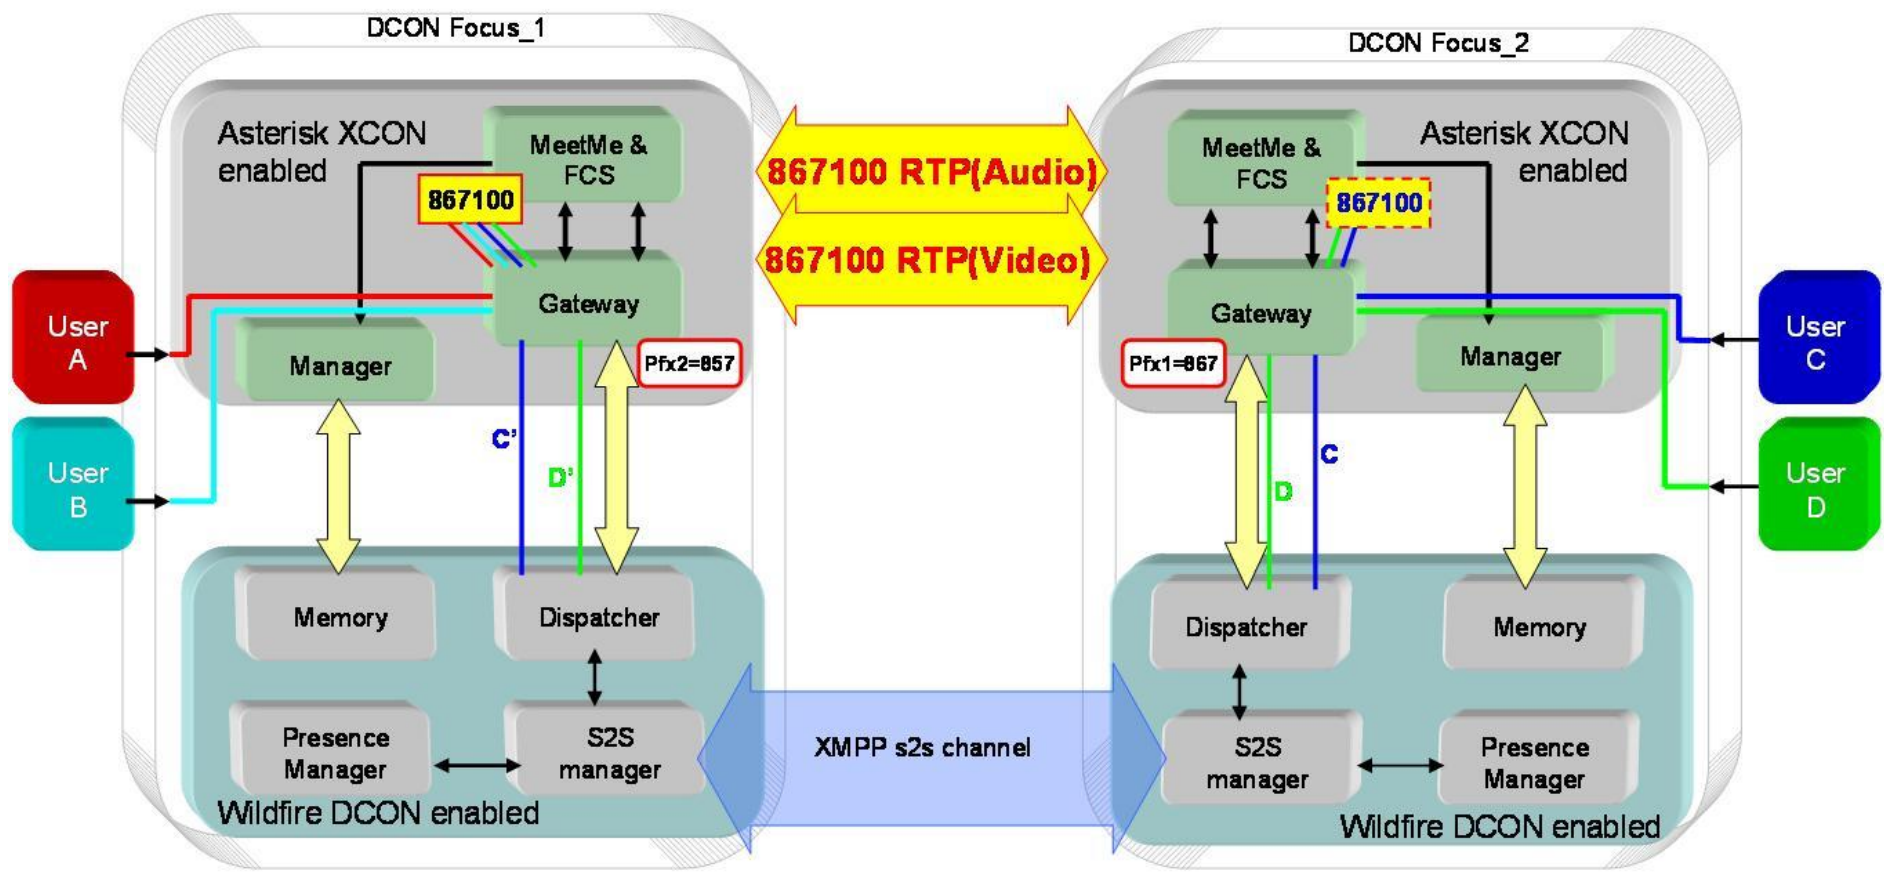 DCON Focus_1
DCON Focus_2
Asterisk XCON
enabled
MeetMe &
FCS
867100
Gateway
Manager
Pfx2=857
User
A
User
B
C'
D'
Memory
Dispatcher
Presence
Manager
S2S
manager
Wildfire DCON enabled
867100 RTP(Audio)
867100 RTP(Video)
XMPP s2s channel
MeetMe &
FCS
Asterisk XCON
enabled
867100
Gateway
Pfx1=867
Manager
User
C
User
D
C
D
Dispatcher
Memory
S2S
manager
Presence
Manager
Wildfire DCON enabled